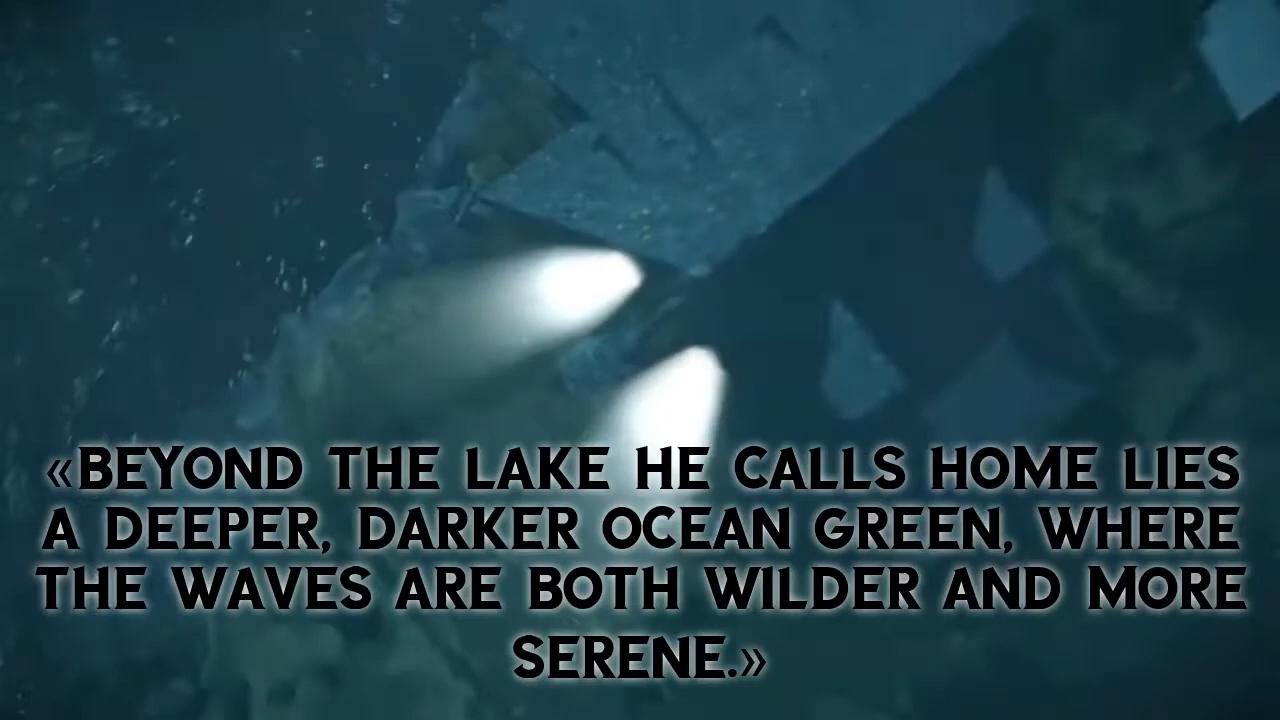 «BEYOND THE LAKE HE CALLS HOME LIES
A DEEPER, DARKER OCEAN GREEN, WHERE
THE WAVES ARE BOTH WILDER AND MORE
SERENE.»